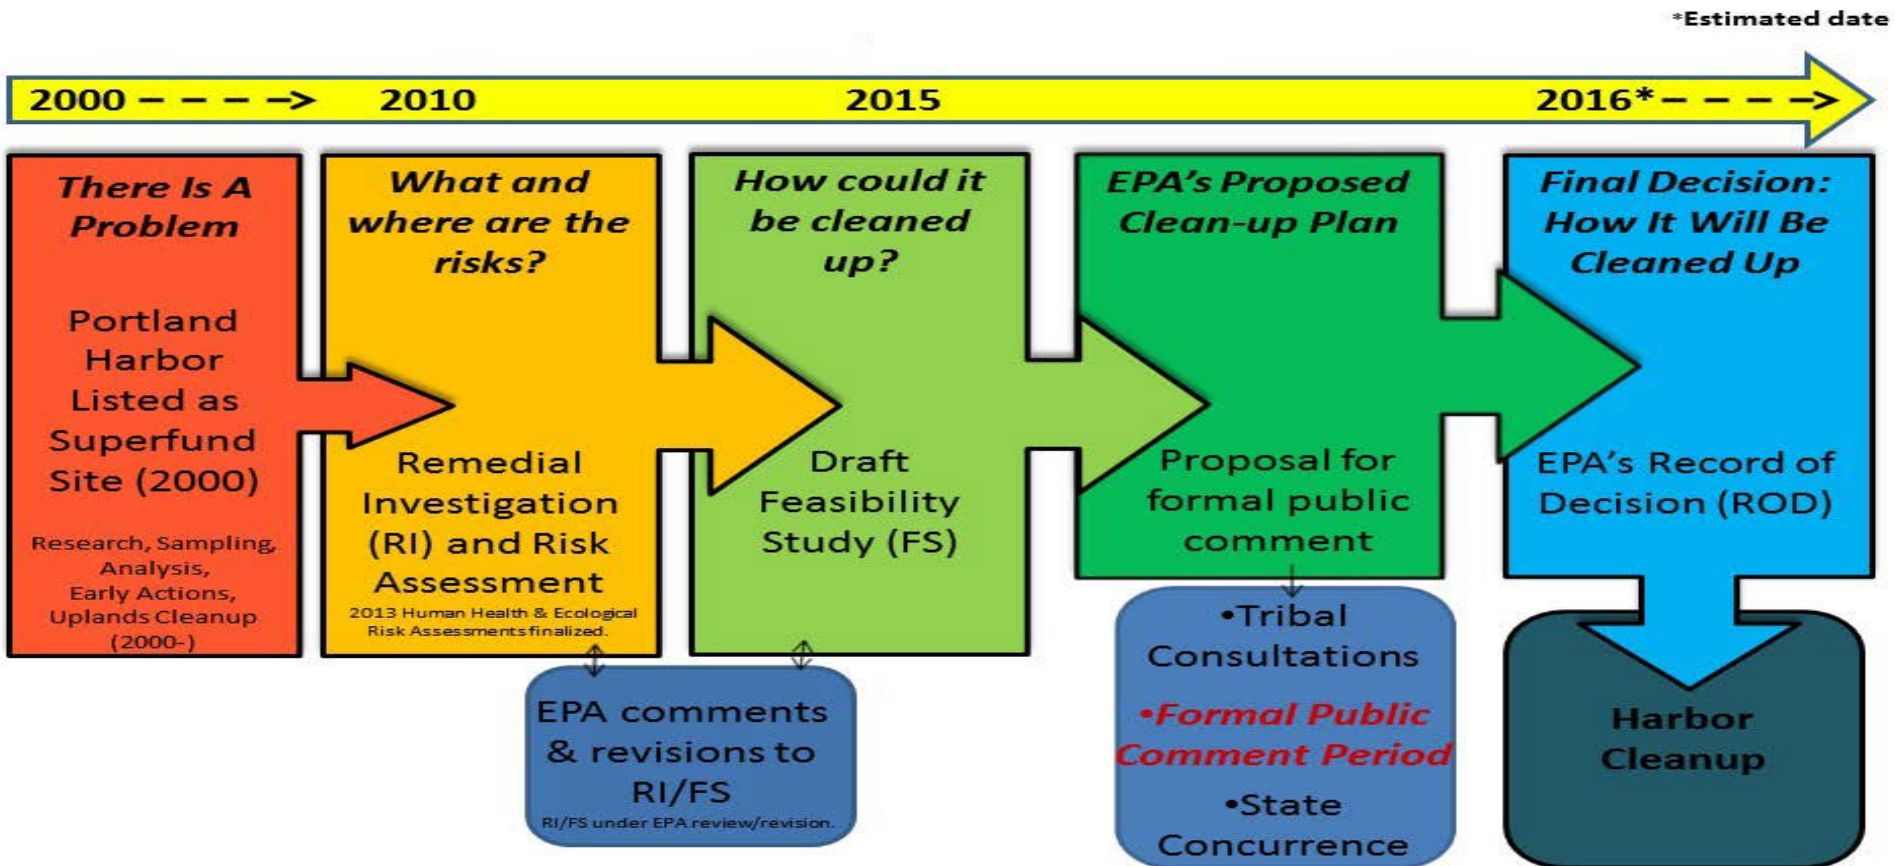 *Estimated date
2000 - - - -> 2010 2015 2016*- - - ->
There Is A
Problem
Portland
Harbor
Listed as
Superfund
Site (2000)
Research, Sampling,
Analysis,
Early Actions,
Uplands Cleanup
(2000-)
What and
where are the
risks?
Remedial
Investigation
(RI) and Risk
Assessment
2013 Human Health & Ecological
Risk Assessments finalized.
How could it
be cleaned
up?
Draft
Feasibility
Study (FS)
EPA comments
& revisions to
RI/FS
RI/FS under EPA review/revision.
EPA's Proposed
Clean-up Plan
Proposal for
formal public
comment
•Tribal
Consultations
•Formal Public
Comment Period
•State
Concurrence
Final Decision:
How It Will Be
Cleaned Up
EPA's Record of
Decision (ROD)
Harbor
Cleanup